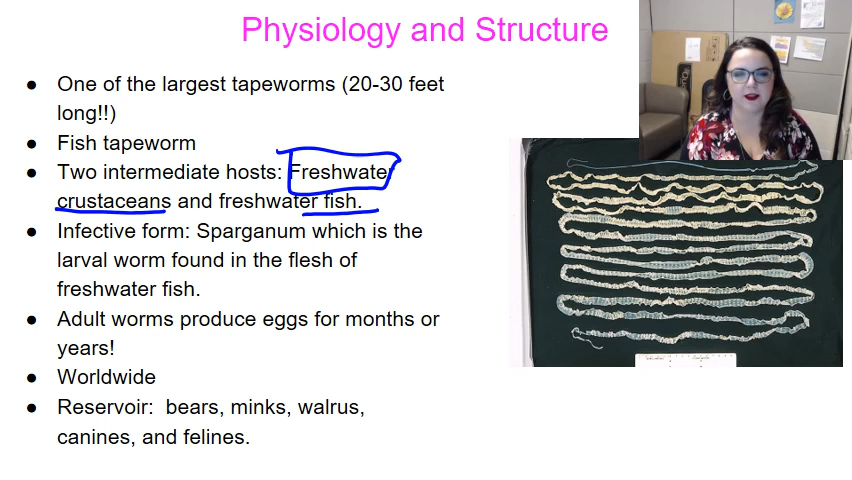 Physiology and Structure
● One of the largest tapeworms (20-30 feet
long!!)
● Fish tapeworm
● Two intermediate hosts: Freshwater
crustaceans and freshwater fish.
● Infective form: Sparganum which is the
larval worm found in the flesh of
freshwater fish.
● Adult worms produce eggs for months or
years!
● Worldwide
● Reservoir: bears, minks, walrus,
canines, and felines.